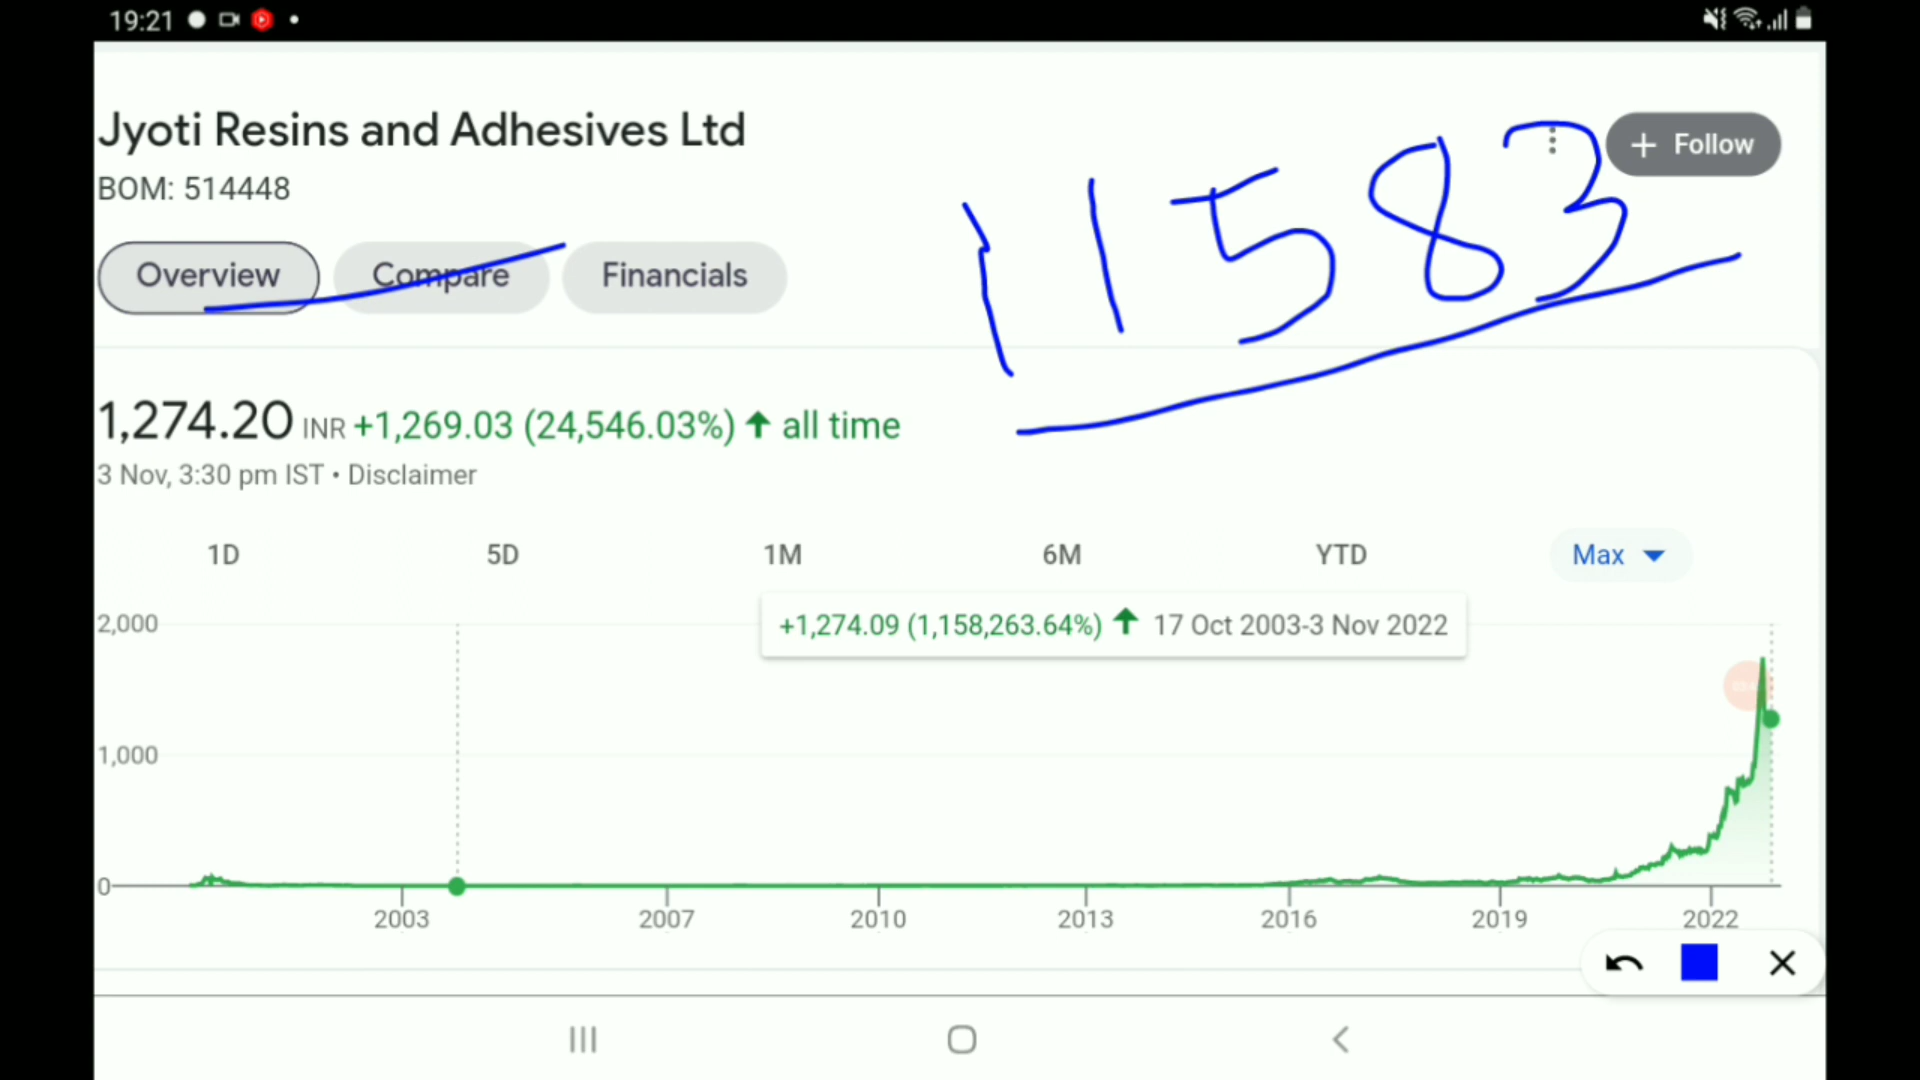 19:21
Jyoti Resins and Adhesives Ltd
+ Follow
BOM: 514448
11583
Overview Compare Financials
1,274.20 INR +1,269.03 (24,546.03%) ↑ all time
3 Nov, 3:30 pm IST • Disclaimer
1D 5D 1M 6M YTD Max
+1,274.09 (1,158,263.64%) ↑ 17 Oct 2003-3 Nov 2022
2,000
1,000
0
2003 2007 2010 2013 2016 2019 2022